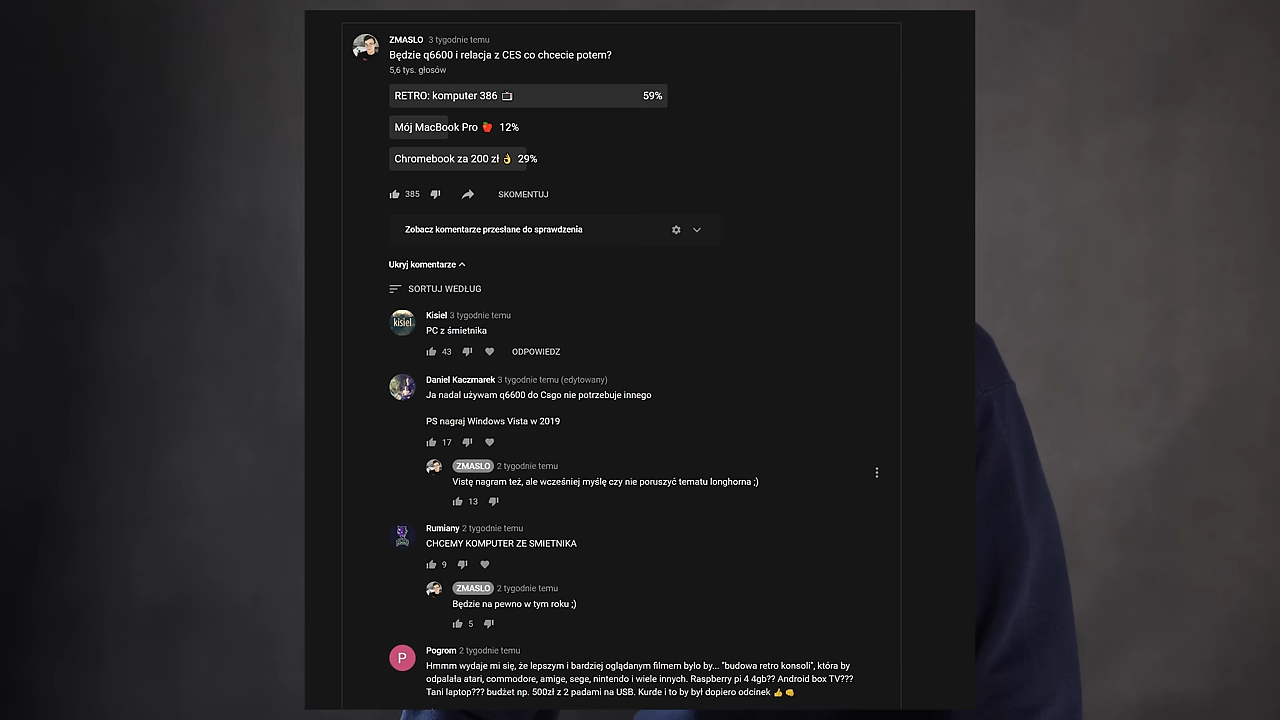 ZMASLO 3 tygodnie temu
Będzie q6600 i relacja z CES co chcecie potem?
5,6 tys. głosów
RETRO: komputer 386 59%
Mój MacBook Pro 12%
Chromebook za 200 zł 29%
385 SKOMENTUJ
Zobacz komentarze przesłane do sprawdzenia
Ukryj komentarze
SORTUJ WEDŁUG
kisiel
Kisiel 3 tygodnie temu
PC z śmietnika
43 ODPOWIEDZ
Daniel Kaczmarek 3 tygodnie temu (edytowany)
Ja nadal używam q6600 do Csgo nie potrzebuje innego
PS nagraj Windows Vista w 2019
17
ZMASLO 2 tygodnie temu
Vistę nagram też, ale wcześniej myślę czy nie poruszyć tematu longhorna ;)
13
Rumiany 2 tygodnie temu
CHCEMY KOMPUTER ZE SMIETNIKA
9
ZMASLO 2 tygodnie temu
Będzie na pewno w tym roku ;)
5
P
Pogrom 2 tygodnie temu
Hmmm wydaje mi się, że lepszym i bardziej oglądanym filmem było by... "budowa retro konsoli", która by
odpalała atari, commodore, amige, sege, nintendo i wiele innych. Raspberry pi 4 4gb?? Android box TV???
Tani laptop??? budżet np. 500zł z 2 padami na USB. Kurde i to by był dopiero odcinek 👍👊